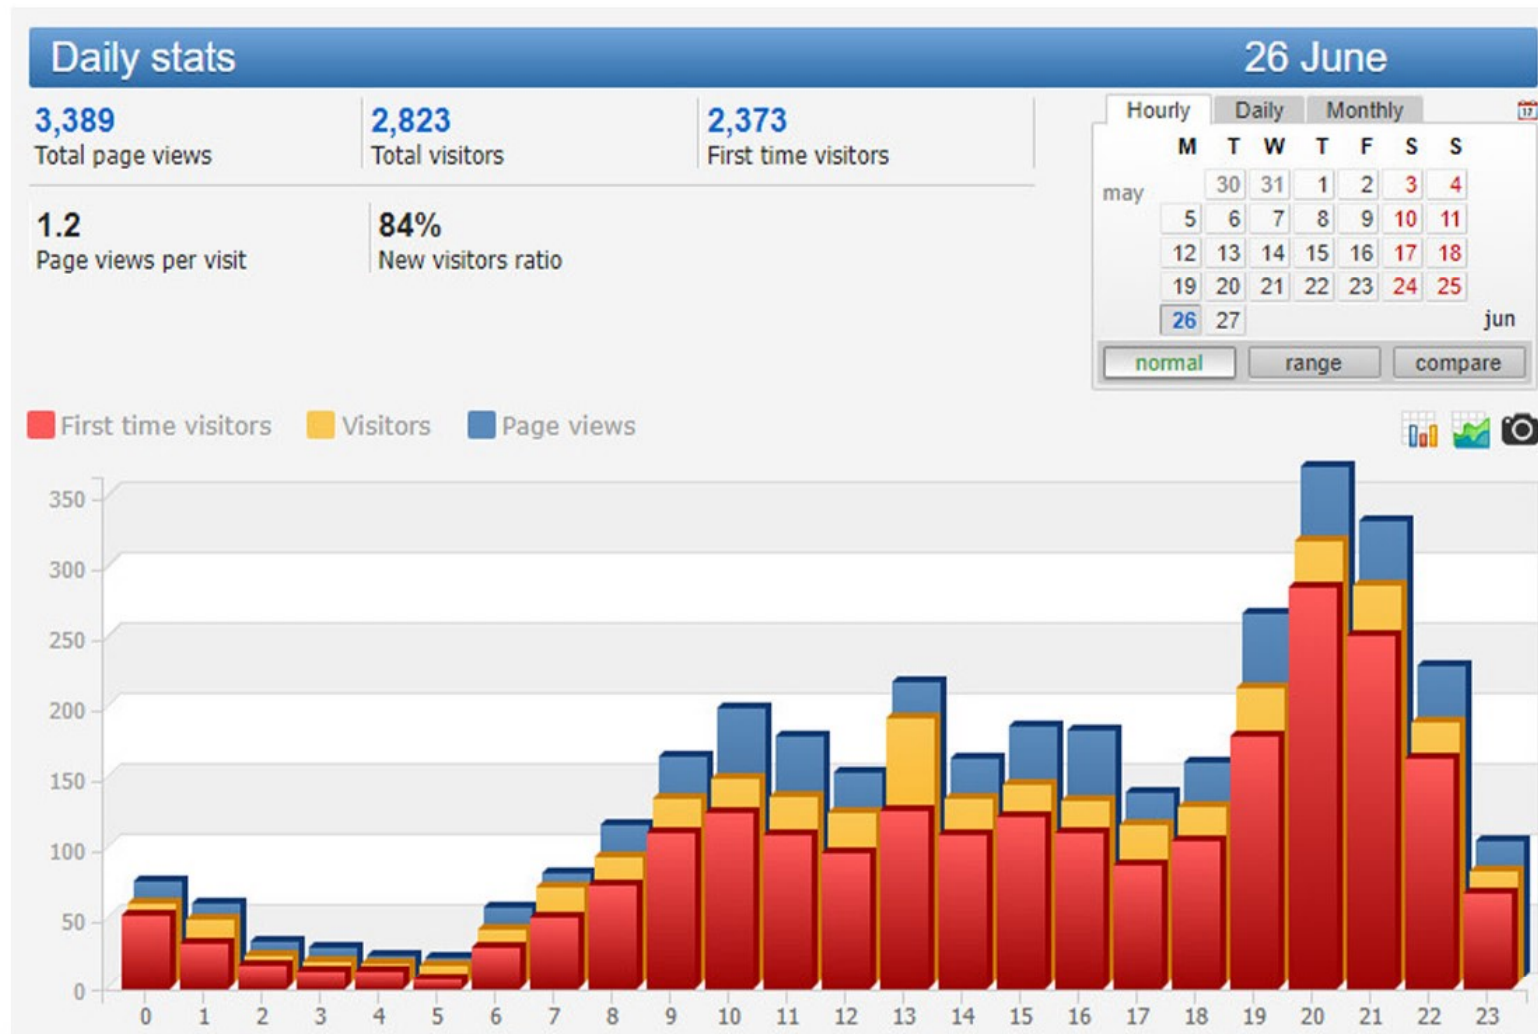 Daily stats 26 June
3,389 2,823 2,373
Total page views Total visitors First time visitors
1.2 84%
Page views per visit New visitors ratio
Hourly Daily Monthly 17
M T W T F S S
may 30 31 1 2 3 4
5 6 7 8 9 10 11
12 13 14 15 16 17 18
19 20 21 22 23 24 25
26 27 jun
normal range compare
First time visitors Visitors Page views
350
300
250
200
150
100
50
0
0 1 2 3 4 5 6 7 8 9 10 11 12 13 14 15 16 17 18 19 20 21 22 23